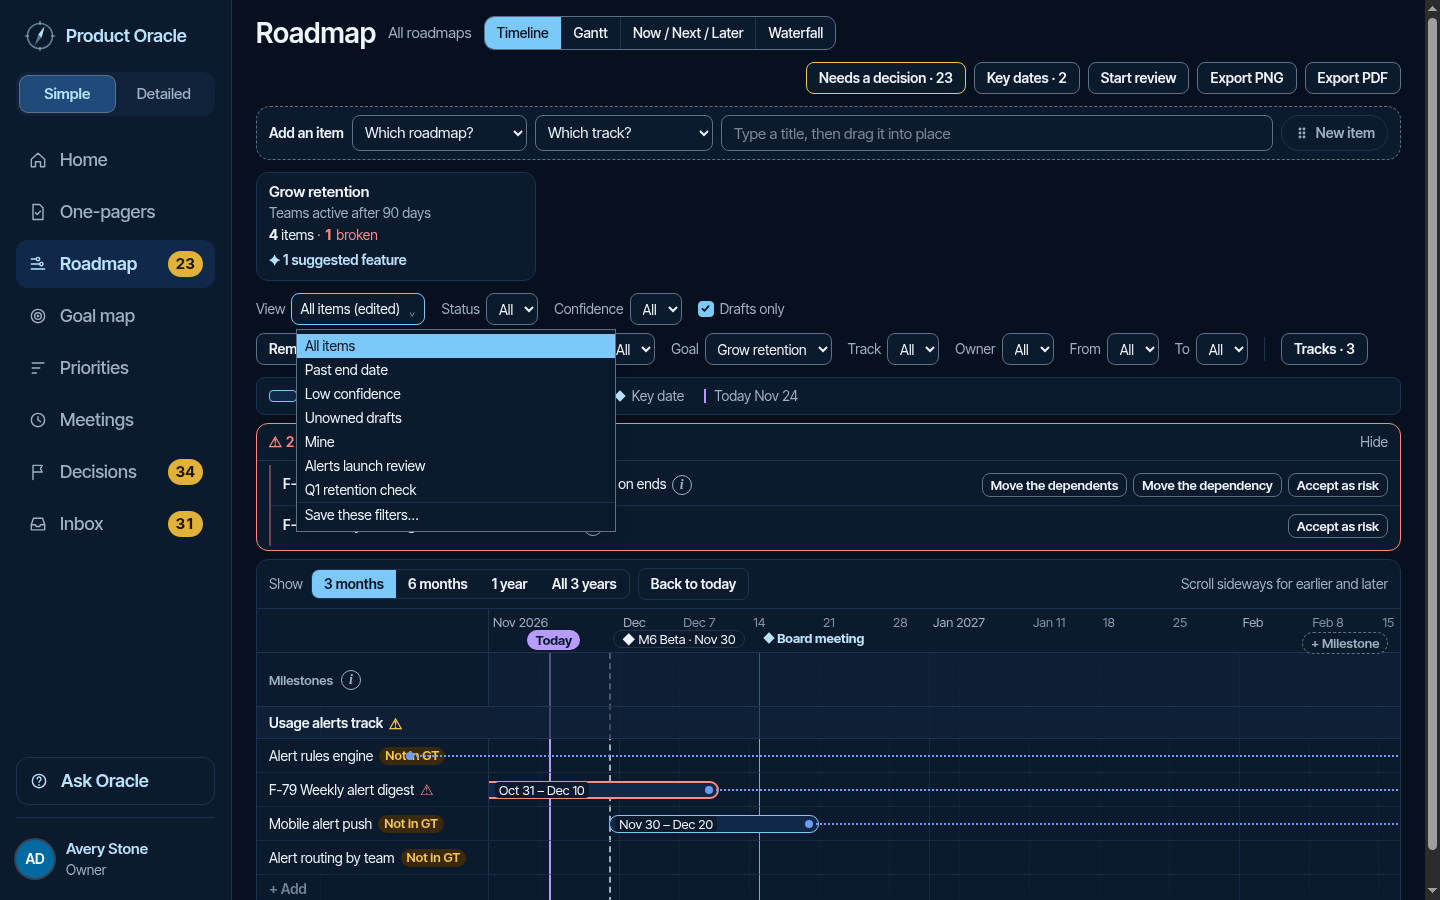 Product Oracle
Simple
Detailed
Home
One-pagers
Roadmap 23
Goal map
Priorities
Meetings
Decisions 34
Inbox 31
Ask Oracle
AD
Avery Stone
Owner
Roadmap All roadmaps Timeline Gantt Now / Next / Later Waterfall
Needs a decision · 23 Key dates · 2 Start review Export PNG Export PDF
Add an item Which roadmap? Which track? Type a title, then drag it into place New item
Grow retention
Teams active after 90 days
4 items · 1 broken
1 suggested feature
View All items (edited) Status All Confidence All Drafts only
All Goal Grow retention Track All Owner All From All To All Tracks · 3
All items
Past end date
Low confidence
Unowned drafts
Mine
Alerts launch review
Q1 retention check
Save these filters...
Key date Today Nov 24
2 Hide
F- on ends i Move the dependents Move the dependency Accept as risk
F- Accept as risk
Show 3 months 6 months 1 year All 3 years Back to today Scroll sideways for earlier and later
Nov 2026 Dec Dec 7 14 21 28 Jan 2027 Jan 11 18 25 Feb Feb 8 15
Today M6 Beta · Nov 30 Board meeting + Milestone
Milestones i
Usage alerts track
Alert rules engine Not in GT
F-79 Weekly alert digest Oct 31 – Dec 10
Mobile alert push Not in GT Nov 30 – Dec 20
Alert routing by team Not in GT
+ Add